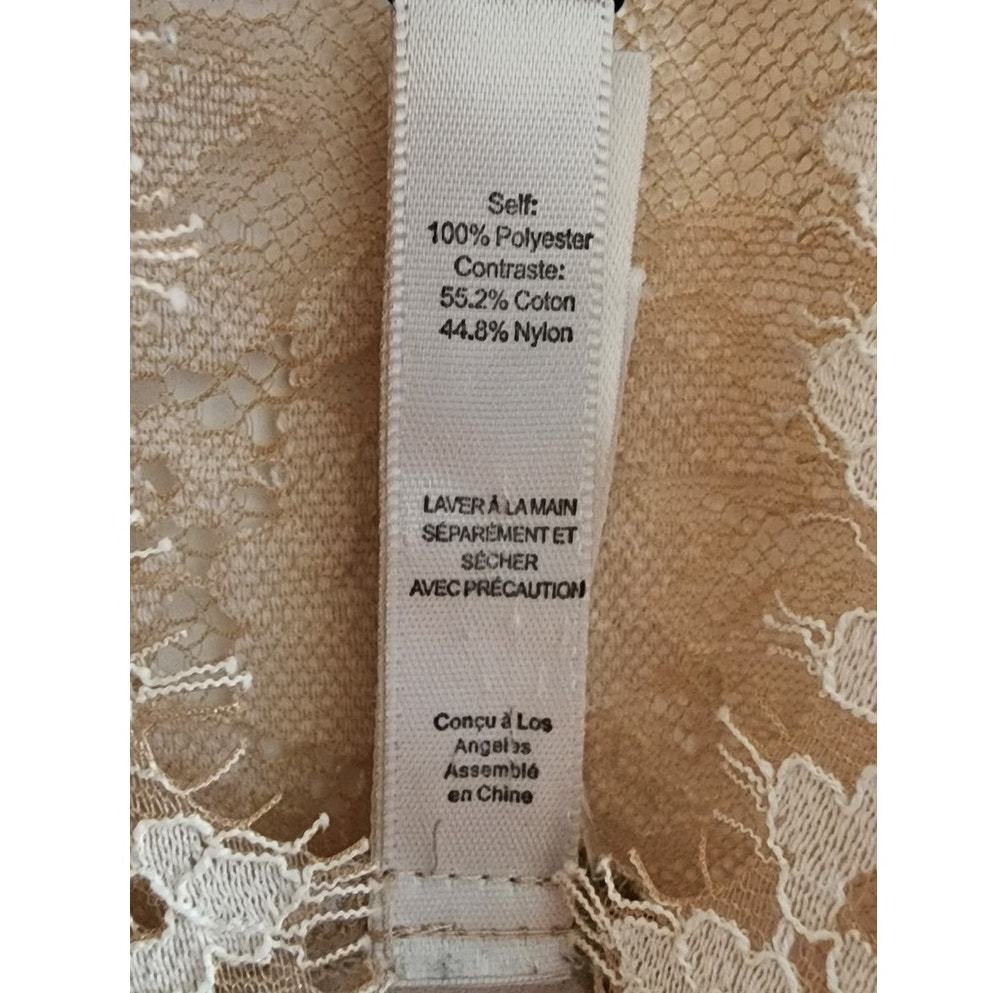 Self:
100% Polyester
Contraste:
55.2% Coton
44.8% Nylon
LAVER À LA MAIN
SÉPARÉMENT ET
SÉCHER
AVEC PRÉCAUTION
Conçu à Los
Angeles
Assemblé
en Chine